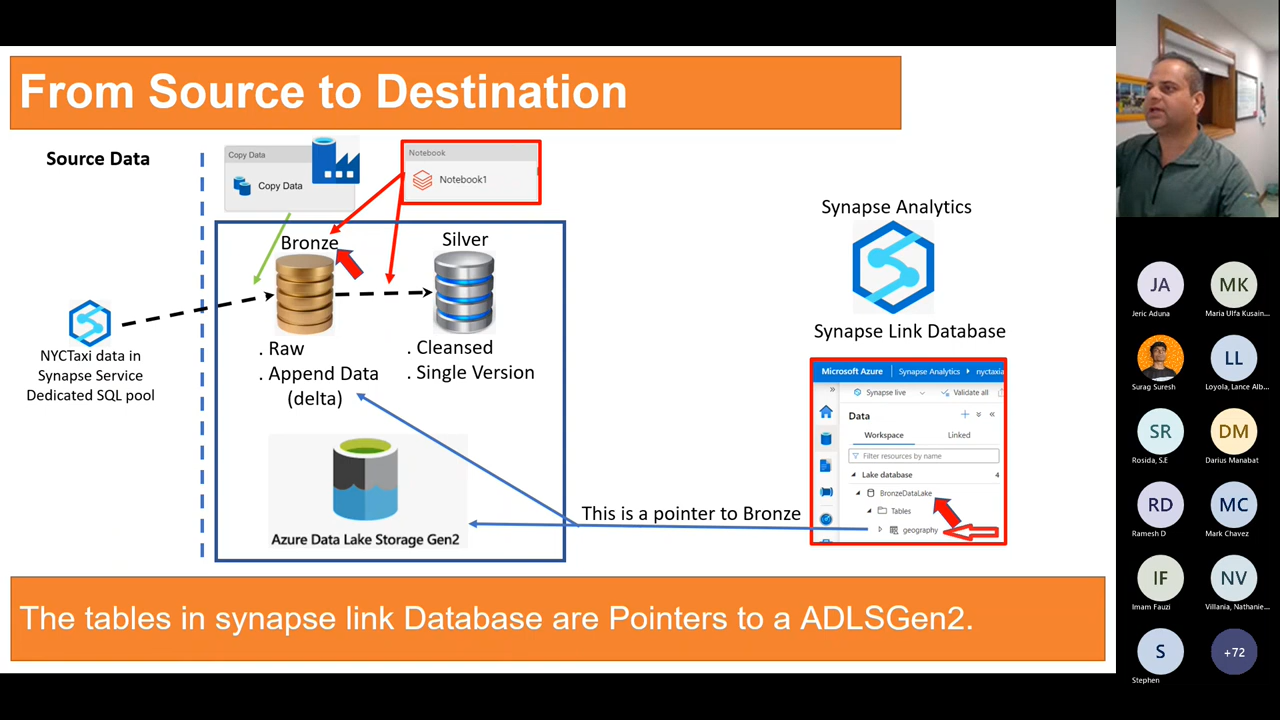 From Source to Destination
Source Data
Copy Data
Copy Data
Notebook
Notebook1
Bronze
Silver
. Raw
. Append Data
(delta)
. Cleansed
. Single Version
NYCTaxi data in
Synapse Service
Dedicated SQL pool
Azure Data Lake Storage Gen2
Synapse Analytics
Synapse Link Database
Microsoft Azure
Synapse Analytics
nyctaxia
Synapse live
Validate all
Data
Workspace
Linked
Filter resources by name
Lake database
4
BronzeDataLake
Tables
geography
This is a pointer to Bronze
The tables in synapse link Database are Pointers to a ADLSGen2.
JA
MK
Jeric Aduna
Maria Ulfa Kusain...
LL
Surag Suresh
Loyola, Lance Alb...
SR
DM
Rosida, S.E
Darius Manabat
RD
MC
Ramesh D
Mark Chavez
IF
NV
Imam Fauzi
Villania, Nathanie...
S
+72
Stephen